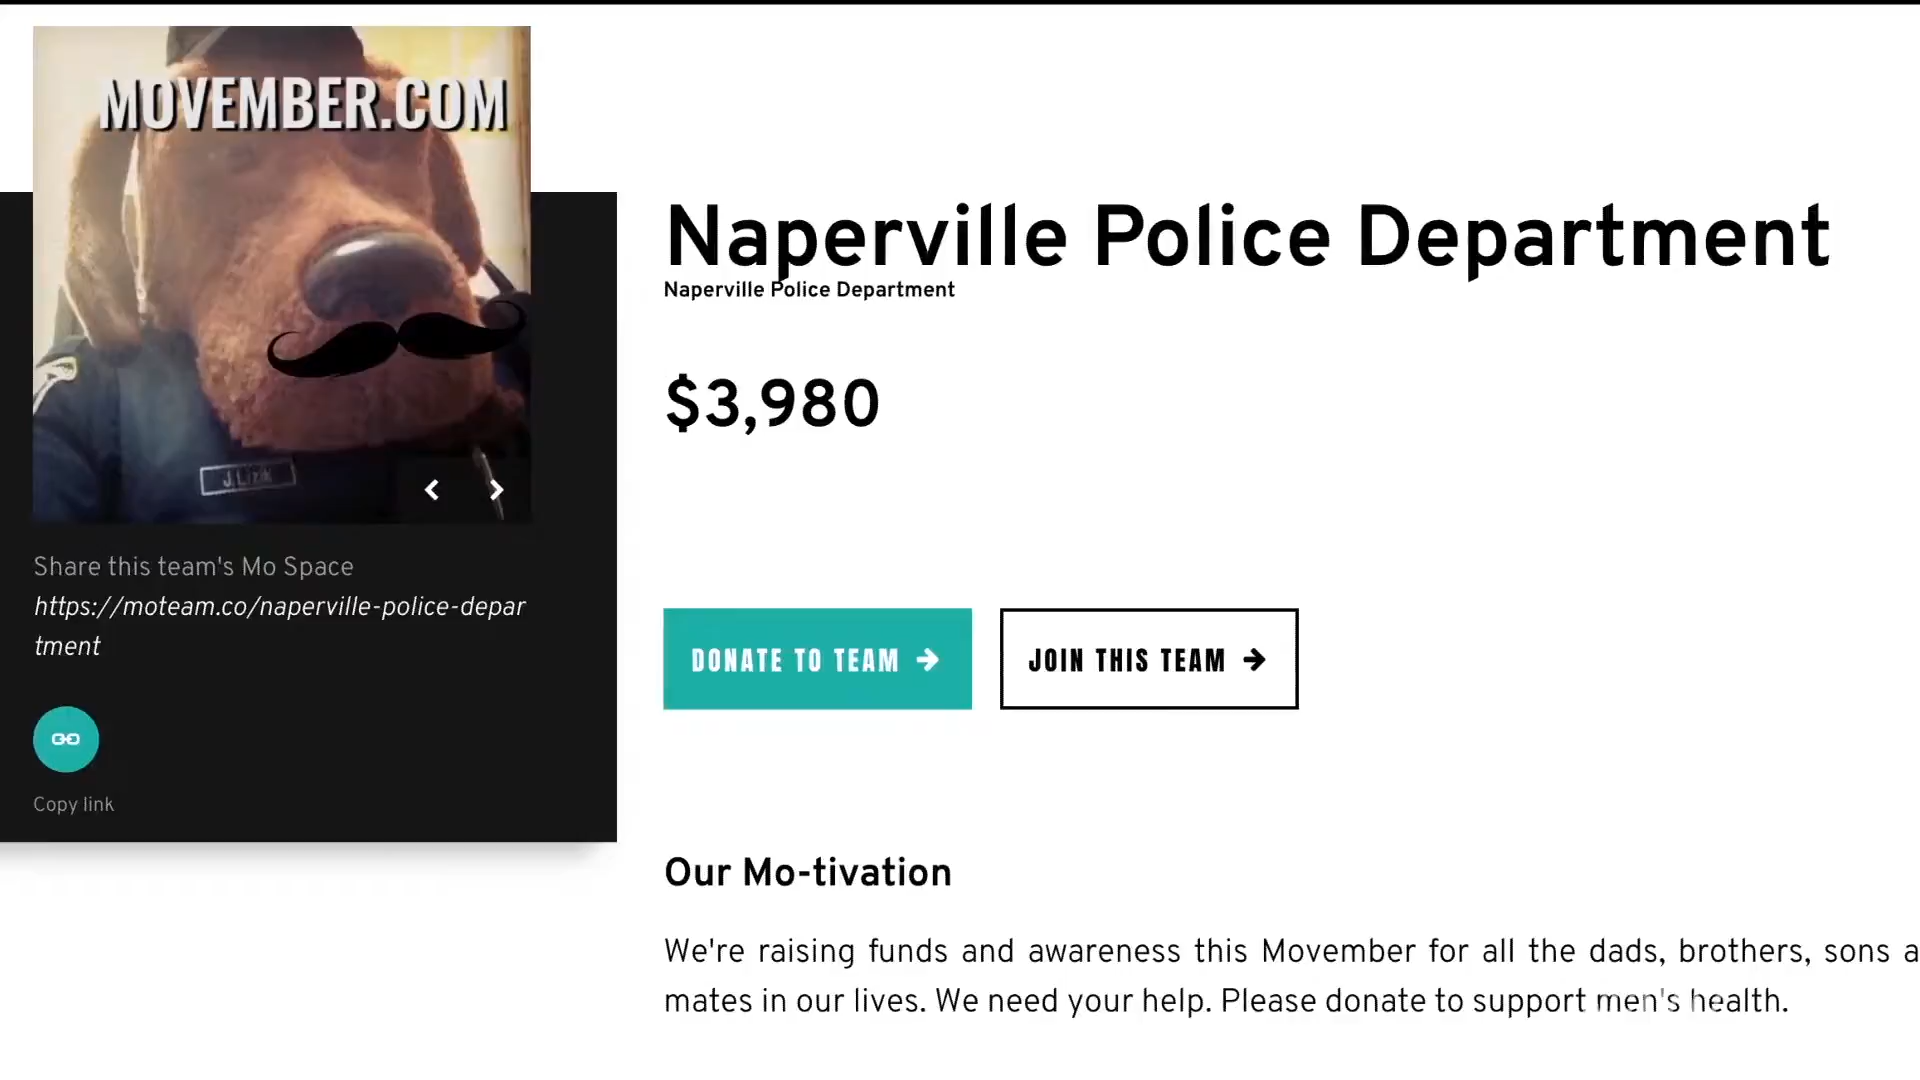 MOVEMBER.COM
Naperville Police Department
Naperville Police Department
$3,980
Share this team's Mo Space
https://moteam.co/naperville-police-depar
tment
DONATE TO TEAM
JOIN THIS TEAM
Copy link
Our Mo-tivation
We're raising funds and awareness this Movember for all the dads, brothers, sons a
mates in our lives. We need your help. Please donate to support men's health.